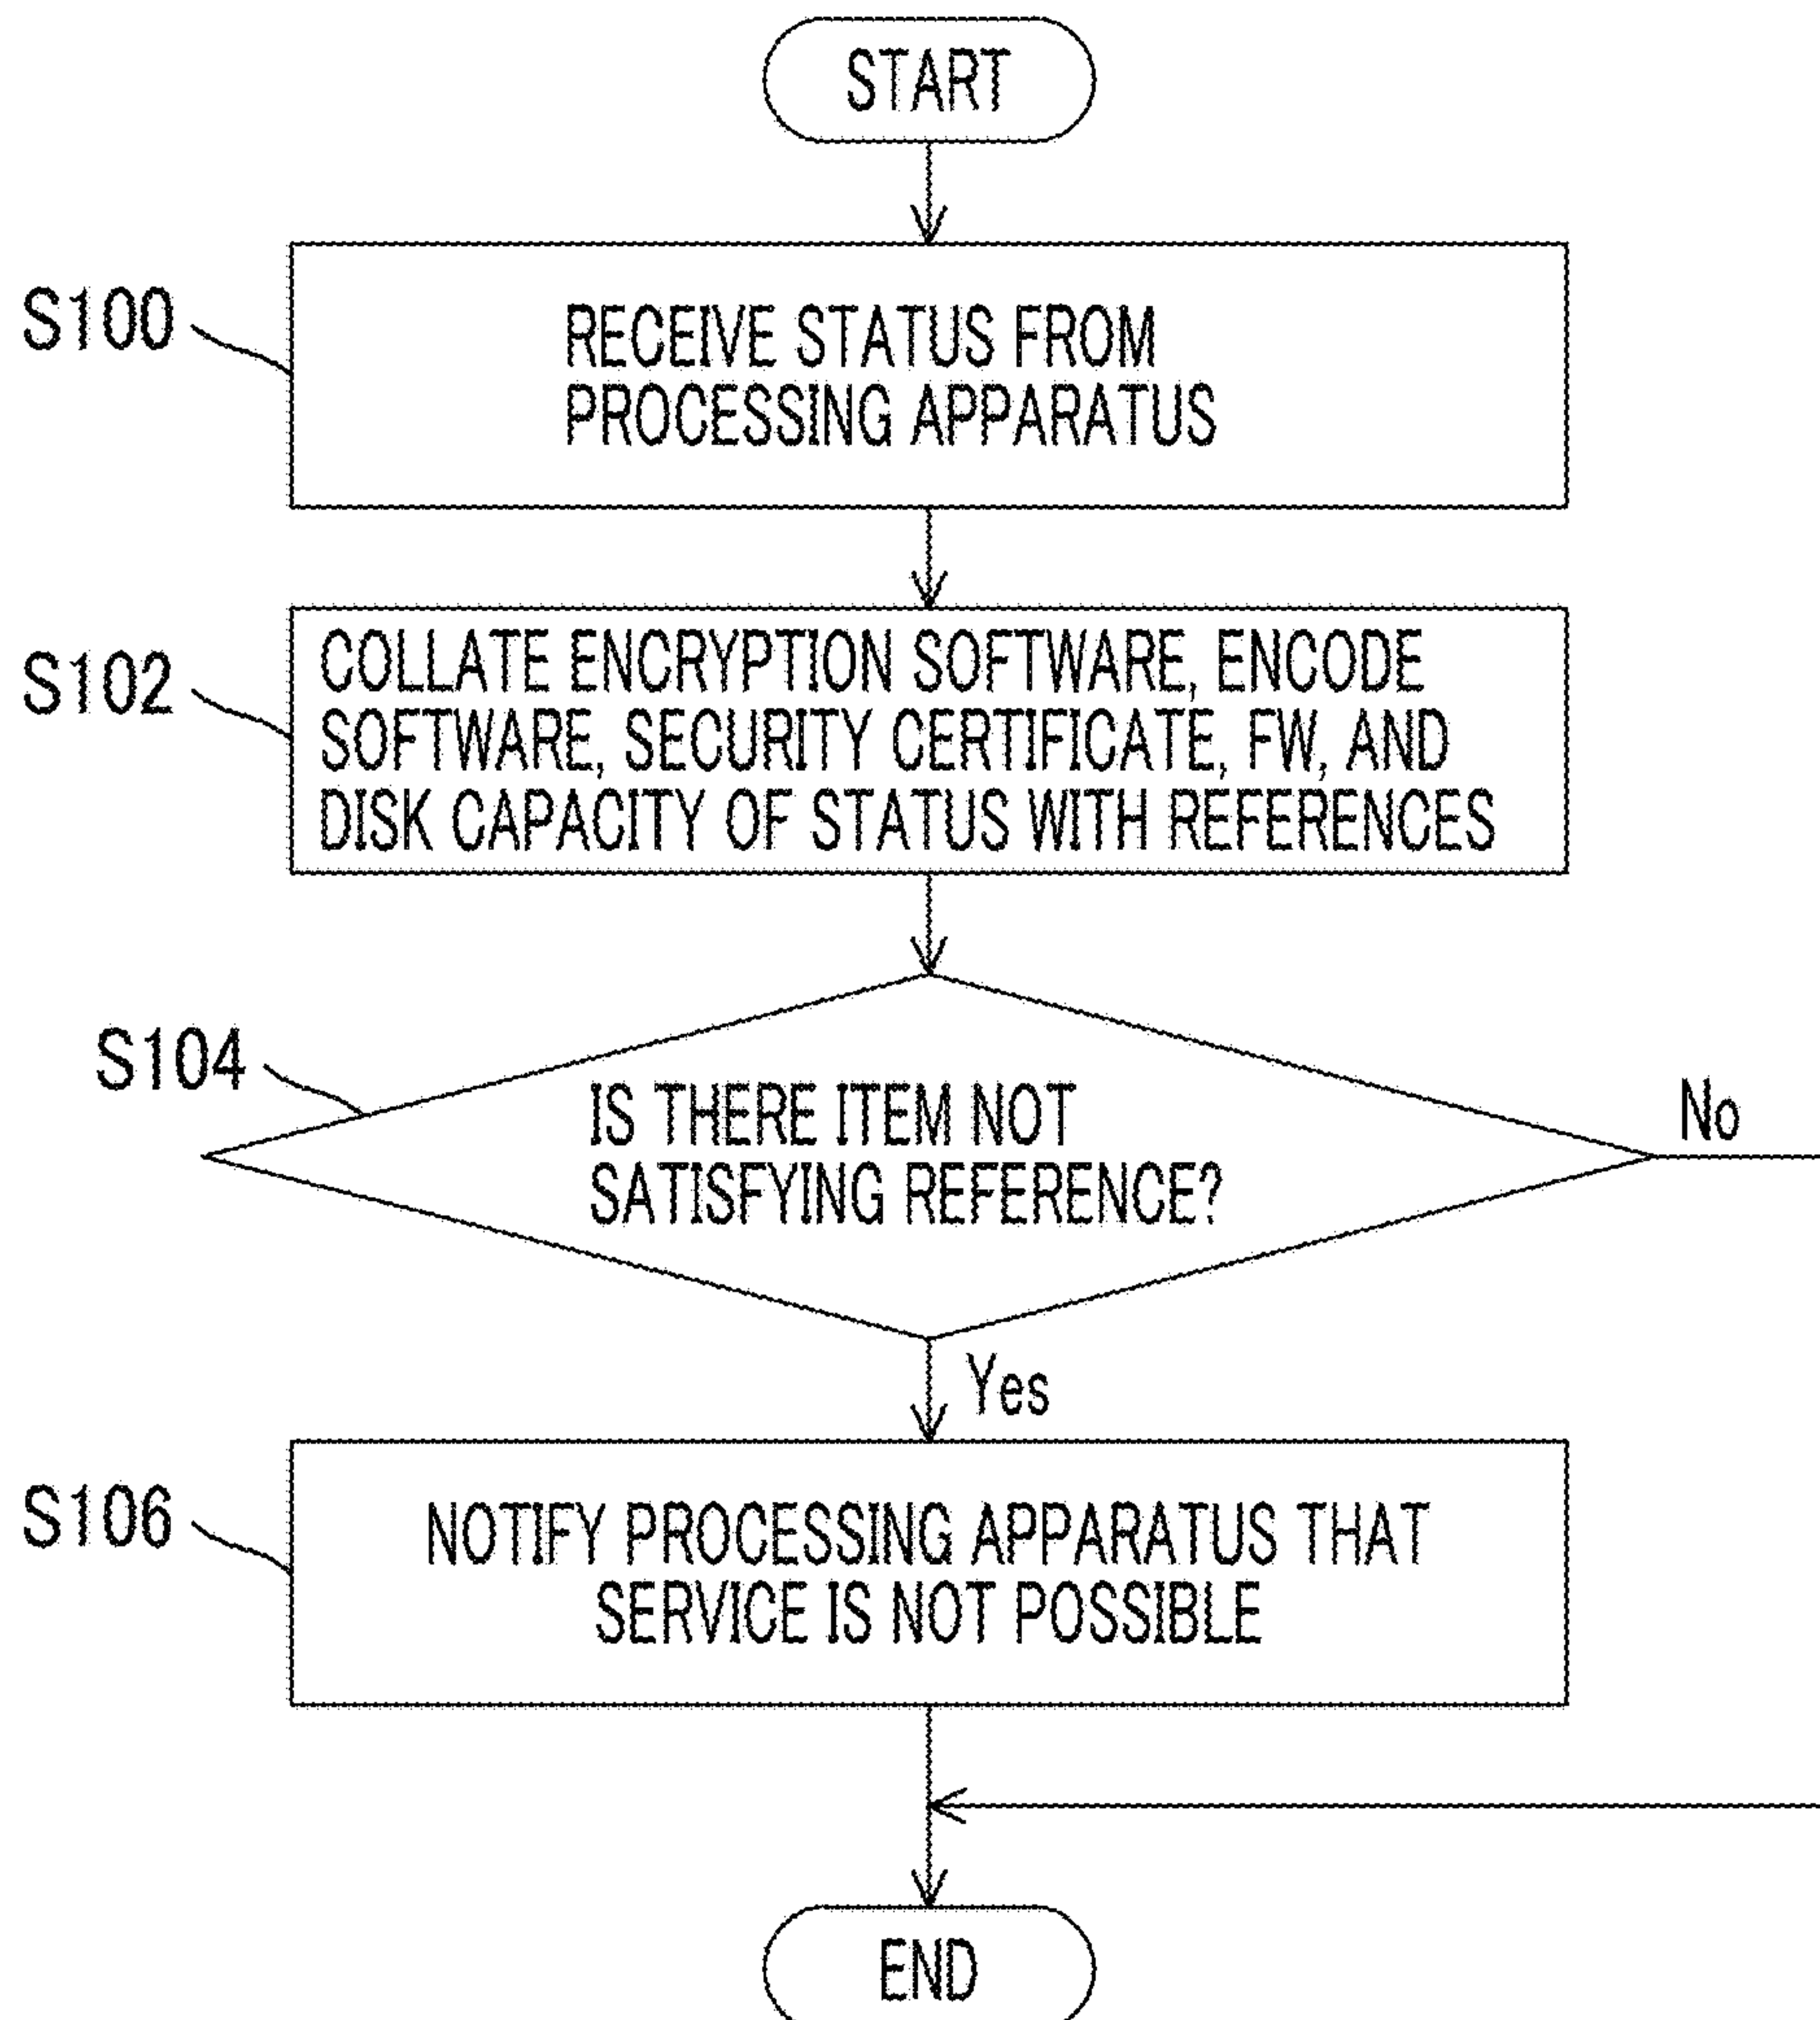 START
S100
RECEIVE STATUS FROM
PROCESSING APPARATUS
S102
COLLATE ENCRYPTION SOFTWARE, ENCODE
SOFTWARE, SECURITY CERTIFICATE, FW, AND
DISK CAPACITY OF STATUS WITH REFERENCES
S104
IS THERE ITEM NOT
SATISFYING REFERENCE?
No
Yes
S106
NOTIFY PROCESSING APPARATUS THAT
SERVICE IS NOT POSSIBLE
END